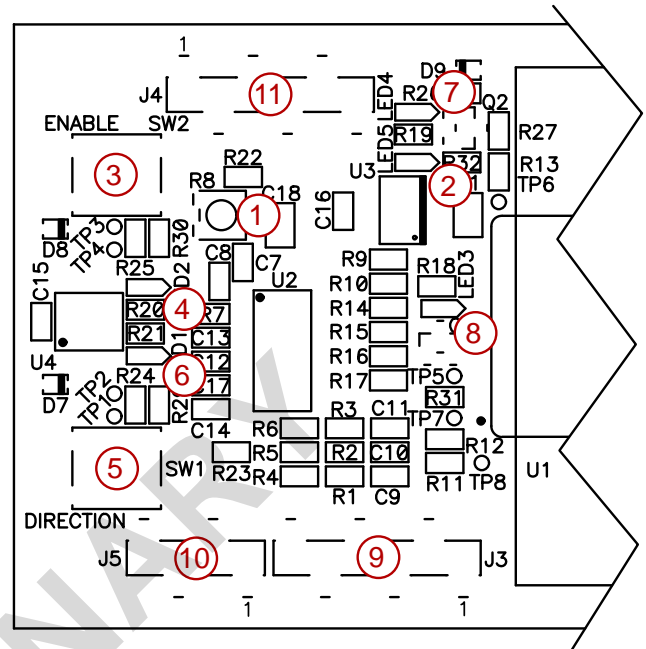 1
J4
11
LED4
D9
7
Q2
ENABLE
SW2
LED5
R19
R27
3
R22
U3
R32
R13
R8
2
TP6
1
C18
C16
D8
TP3
TP4
R30
R9
C15
R25
D2
C8
C7
U2
R10
R18
LED3
R20
4
R7
R14
R21
C13
R15
8
U4
D1
C12
R16
D7
TP2
TP1
R24
6
C17
R17
TP5
R31
C14
R6
R3
C11
TP7
5
SW1
R23
R5
R2
C10
R12
R4
R11
TP8
U1
R1
C9
DIRECTION
J5
10
9
J3
1
1
NARY